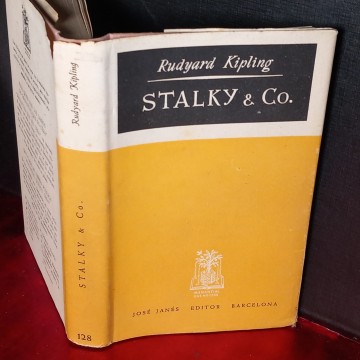 Rudyard Kipling
STALKY & Co.
JOSÉ JANÉS EDITOR BARCELONA
Rudyard Kipling
STALKY & Co.
128